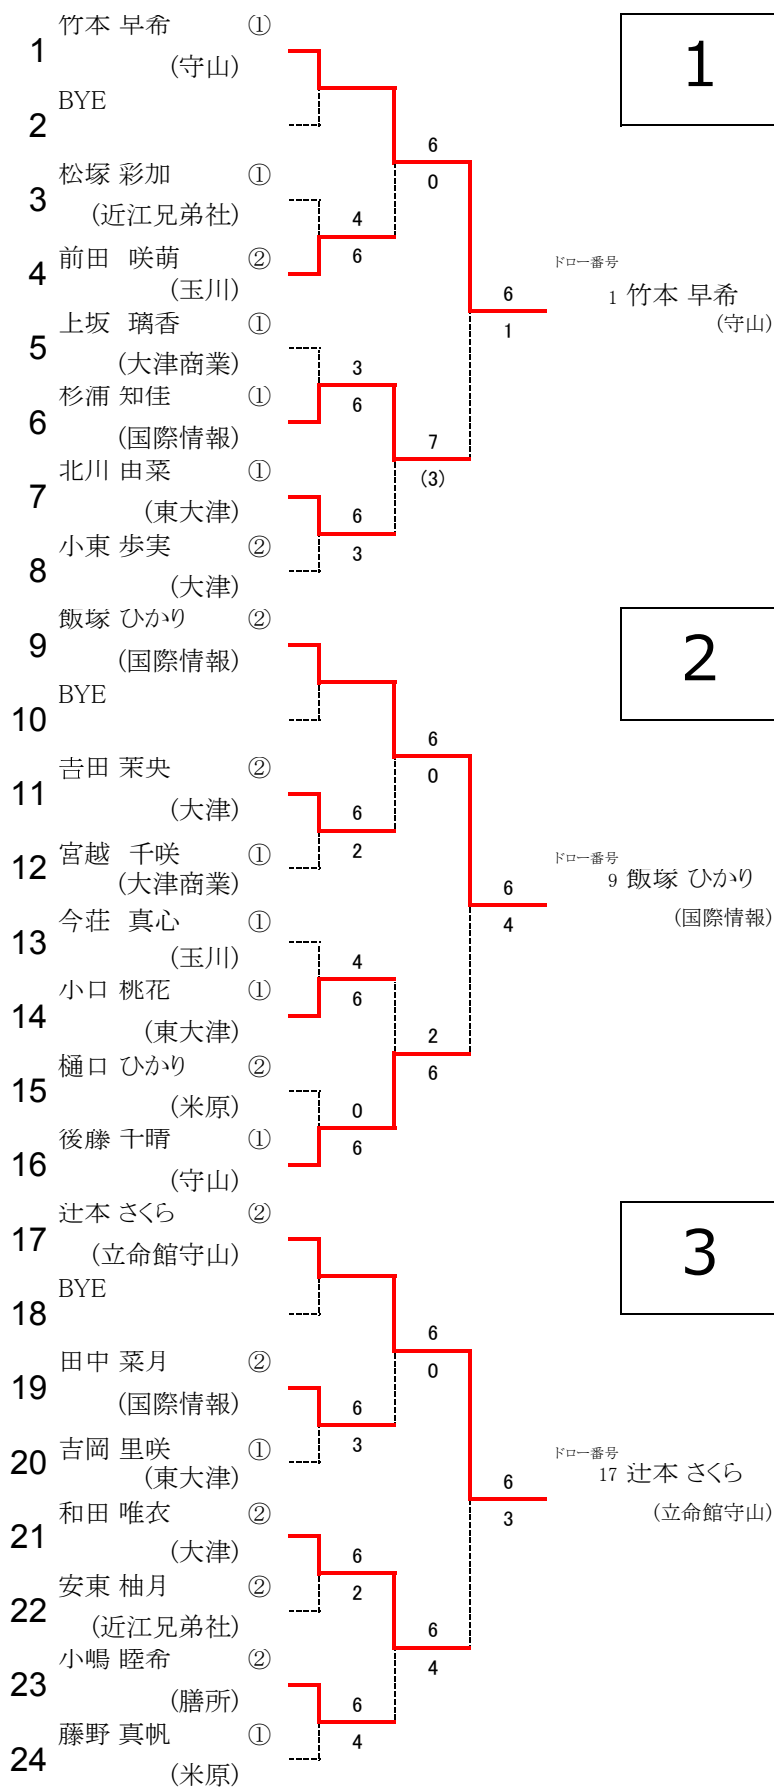 竹本 早希 ①
1
(守山)
1
BYE
2
松塚 彩加 ①
3
(近江兄弟社)
前田 咲萌 ②
4
(玉川)
6
0
4
6
上坂 璃香 ①
5
(大津商業)
杉浦 知佳 ①
6
(国際情報)
3
6
北川 由菜 ①
7
(東大津)
小東 歩実 ②
8
(大津)
6
3
7
(3)
6
1
ドロー番号
1 竹本 早希
(守山)
飯塚 ひかり ②
9
(国際情報)
2
BYE
10
吉田 茉央 ②
11
(大津)
宮越 千咲 ①
12
(大津商業)
6
0
6
2
今荘 真心 ①
13
(玉川)
小口 桃花 ①
14
(東大津)
4
6
樋口 ひかり ②
15
(米原)
後藤 千晴 ①
16
(守山)
0
6
2
6
6
4
ドロー番号
9 飯塚 ひかり
(国際情報)
辻本 さくら ②
17
(立命館守山)
3
BYE
18
田中 菜月 ②
19
(国際情報)
吉岡 里咲 ①
20
(東大津)
6
0
6
3
和田 唯衣 ②
21
(大津)
安東 柚月 ②
22
(近江兄弟社)
6
2
小嶋 睦希 ②
23
(膳所)
藤野 真帆 ①
24
(米原)
6
4
6
4
6
3
ドロー番号
17 辻本 さくら
(立命館守山)